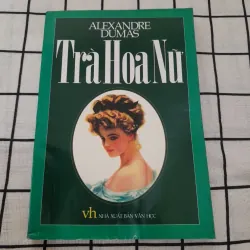 ALEXANDRE
DUMAS
Trà Hoa Nữ
vh NHÀ XUẤT BẢN VĂN HỌC